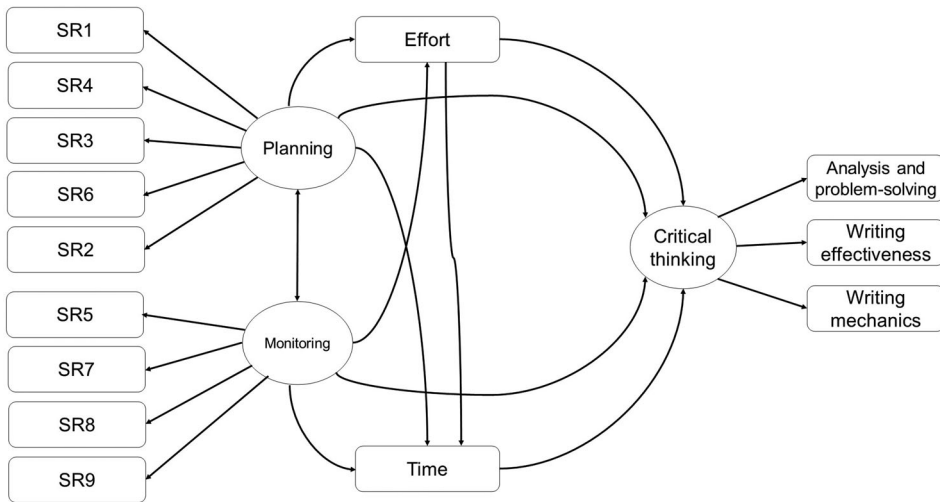 SR1
SR4
SR3
SR6
SR2
SR5
SR7
SR8
SR9
Planning
Monitoring
Effort
Time
Critical
thinking
Analysis and
problem-solving
Writing
effectiveness
Writing
mechanics